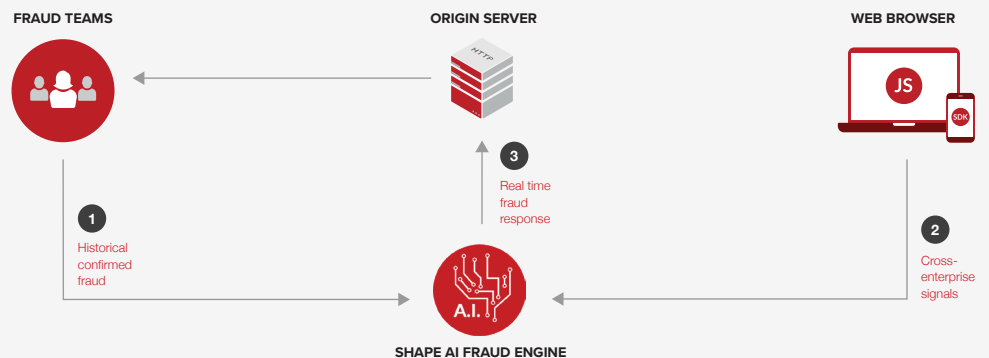 FRAUD TEAMS
ORIGIN SERVER
WEB BROWSER
HTTP
JS
SDK
1
Historical
confirmed
fraud
3
Real time
fraud
response
2
Cross-
enterprise
signals
A.I.
SHAPE AI FRAUD ENGINE